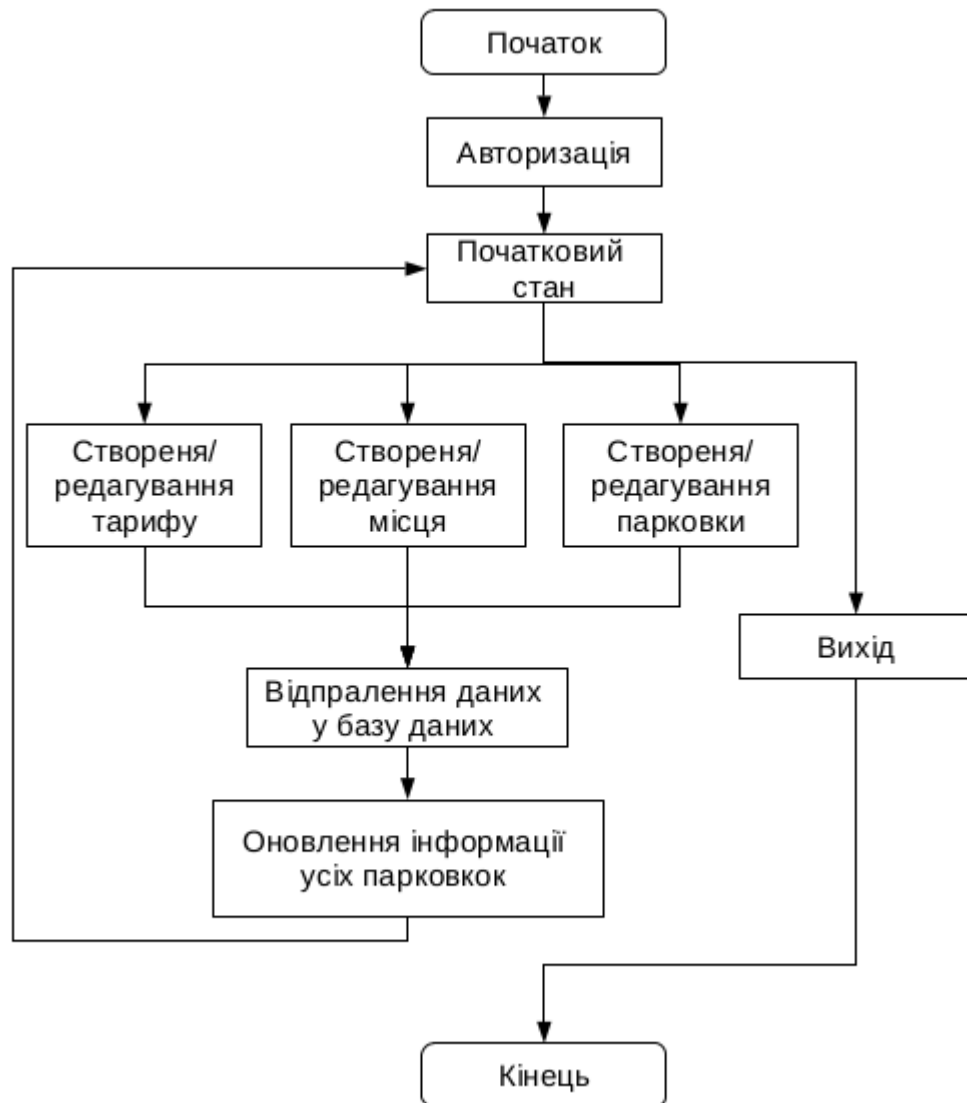 Початок
Авторизація
Початковий
стан
Створеня/
редагування
тарифу
Створеня/
редагування
місця
Створеня/
редагування
парковки
Вихід
Відпралення даних
у базу даних
Оновлення інформації
усіх парковкок
Кінець